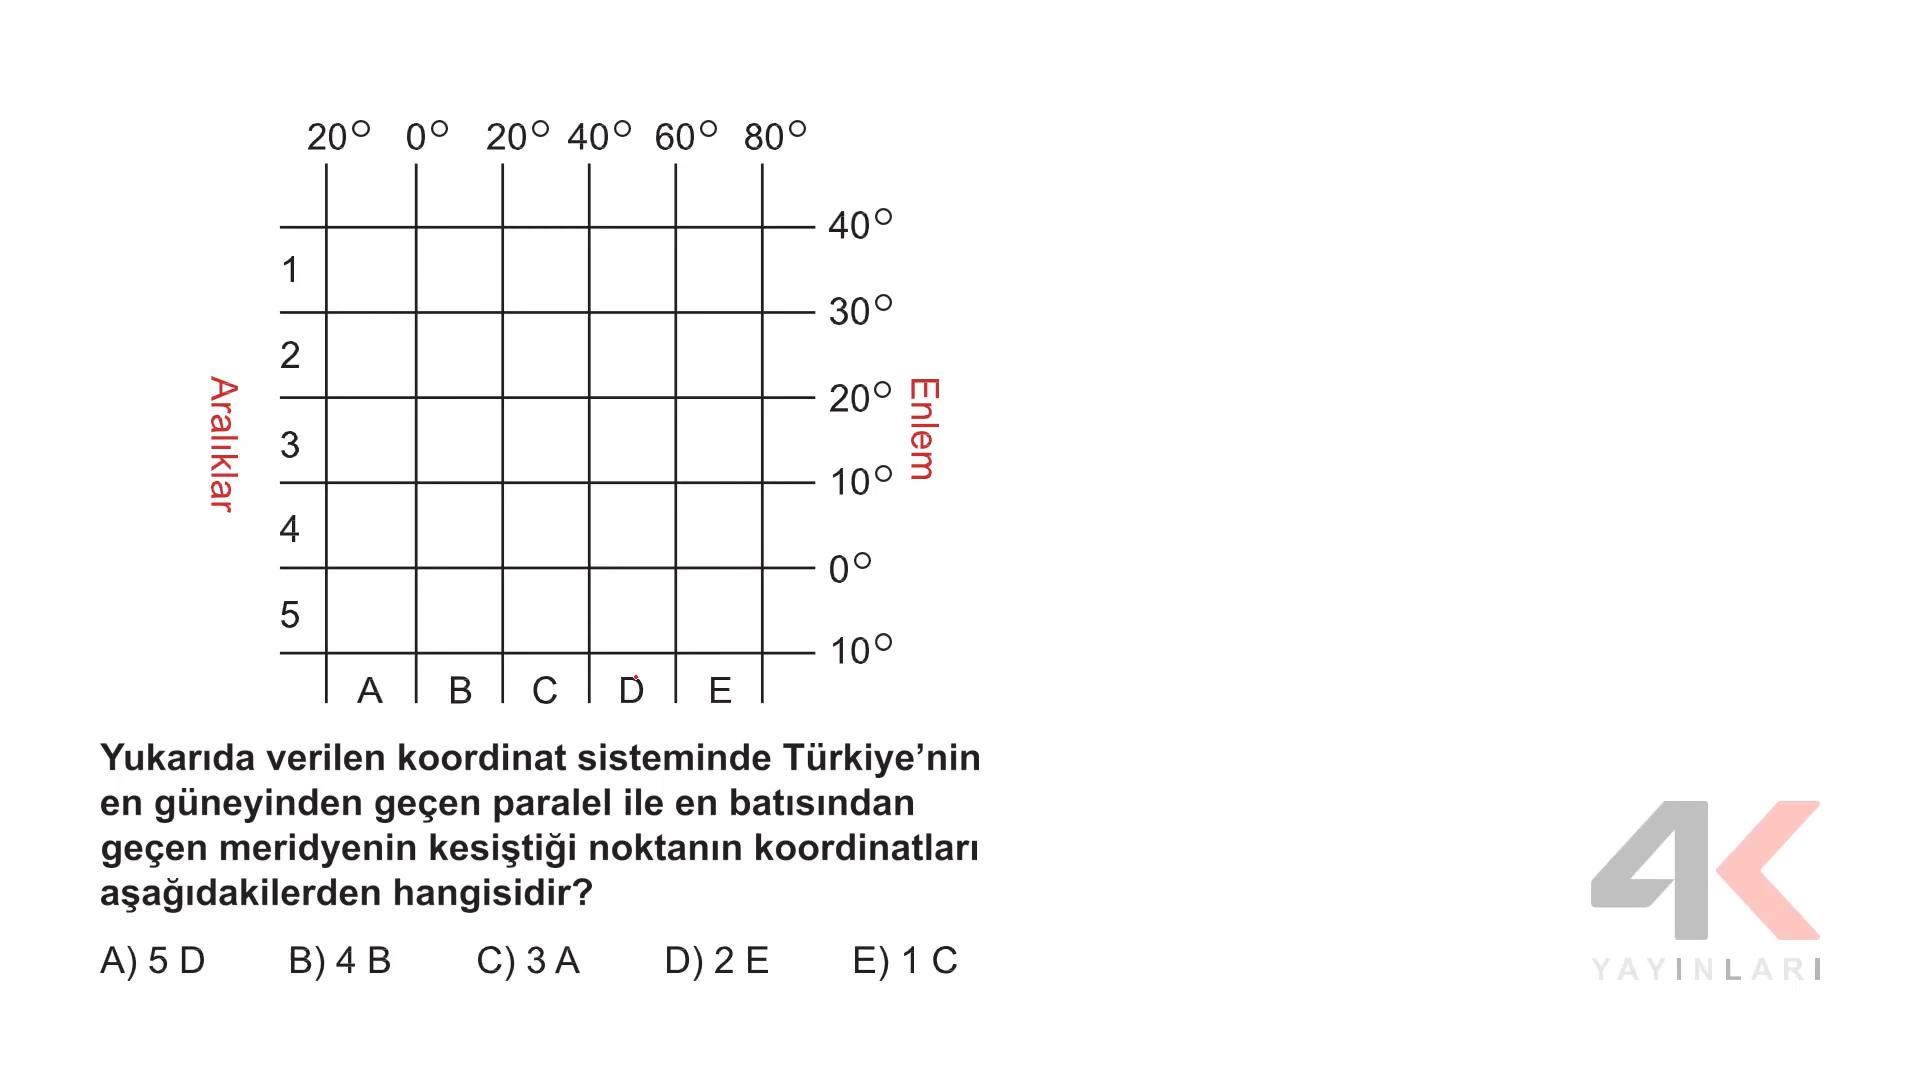 20° 0° 20° 40° 60° 80°
40°
1
30°
2
20°
Aralıklar
Enlem
3
10°
4
0°
5
10°
A B C D E
Yukarıda verilen koordinat sisteminde Türkiye’nin
en güneyinden geçen paralel ile en batısından
geçen meridyenin kesiştiği noktanın koordinatları
aşağıdakilerden hangisidir?
A) 5 D B) 4 B C) 3 A D) 2 E E) 1 C
4K
YAYINLARI